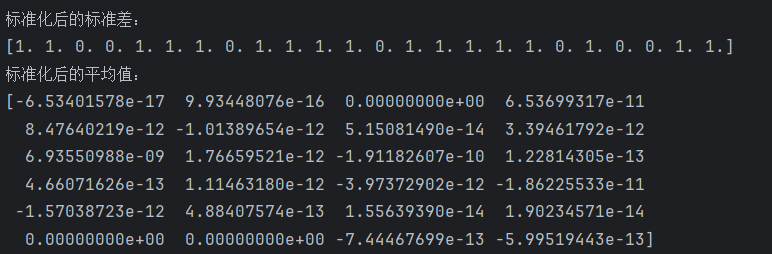 标准化后的标准差:
[1. 1. 0. 0. 1. 1. 1. 0. 1. 1. 1. 1. 0. 1. 1. 1. 1. 1. 0. 1. 0. 0. 1. 1.]
标准化后的平均值:
[-6.53401578e-17  9.93448076e-16  0.00000000e+00  6.53699317e-11
  8.47640219e-12 -1.01389654e-12  5.15081490e-14  3.39461792e-12
  6.93550988e-09  1.76659521e-12 -1.91182607e-10  1.22814305e-13
  4.66071626e-13  1.11463180e-12 -3.97372902e-12 -1.86225533e-11
 -1.57038723e-12  4.88407574e-13  1.55639390e-14  1.90234571e-14
  0.00000000e+00  0.00000000e+00 -7.44467699e-13 -5.99519443e-13]